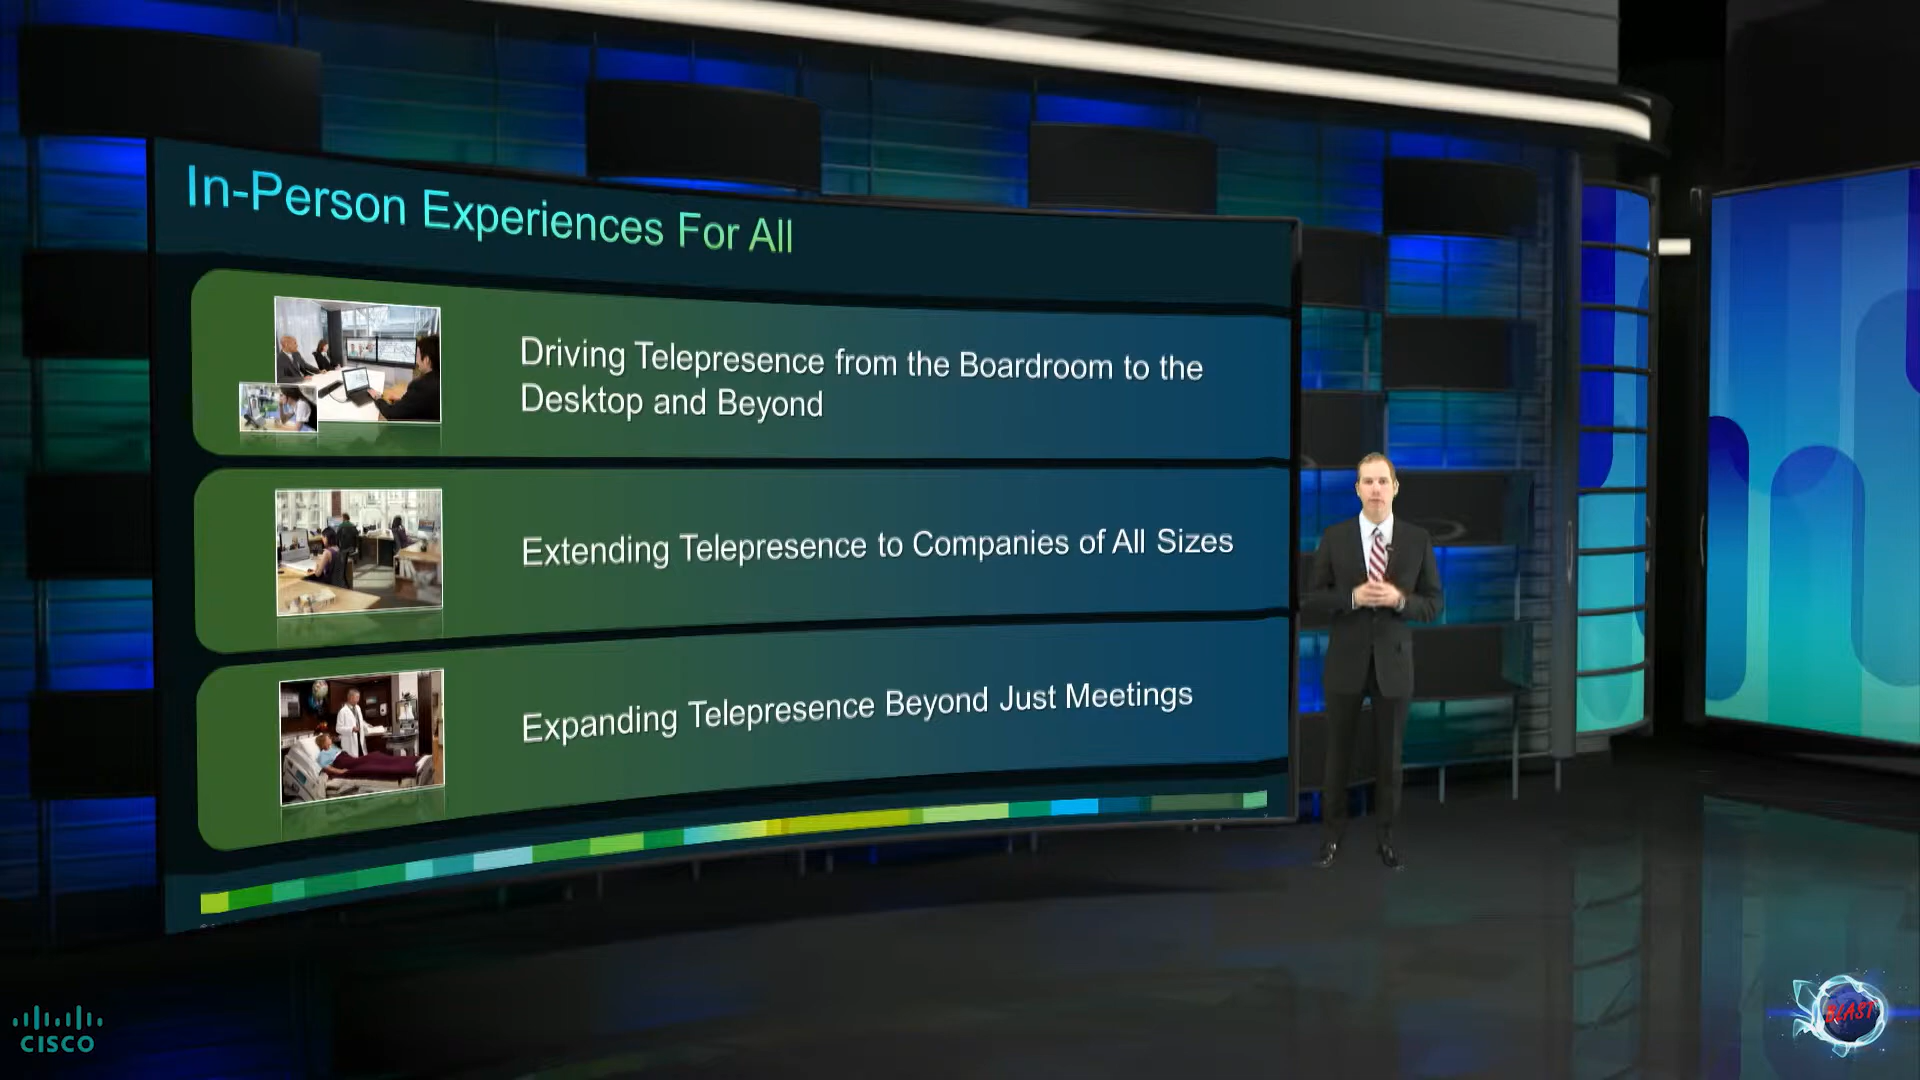 In-Person Experiences For All
Driving Telepresence from the Boardroom to the
Desktop and Beyond
Extending Telepresence to Companies of All Sizes
Expanding Telepresence Beyond Just Meetings
CISCO
BLAST